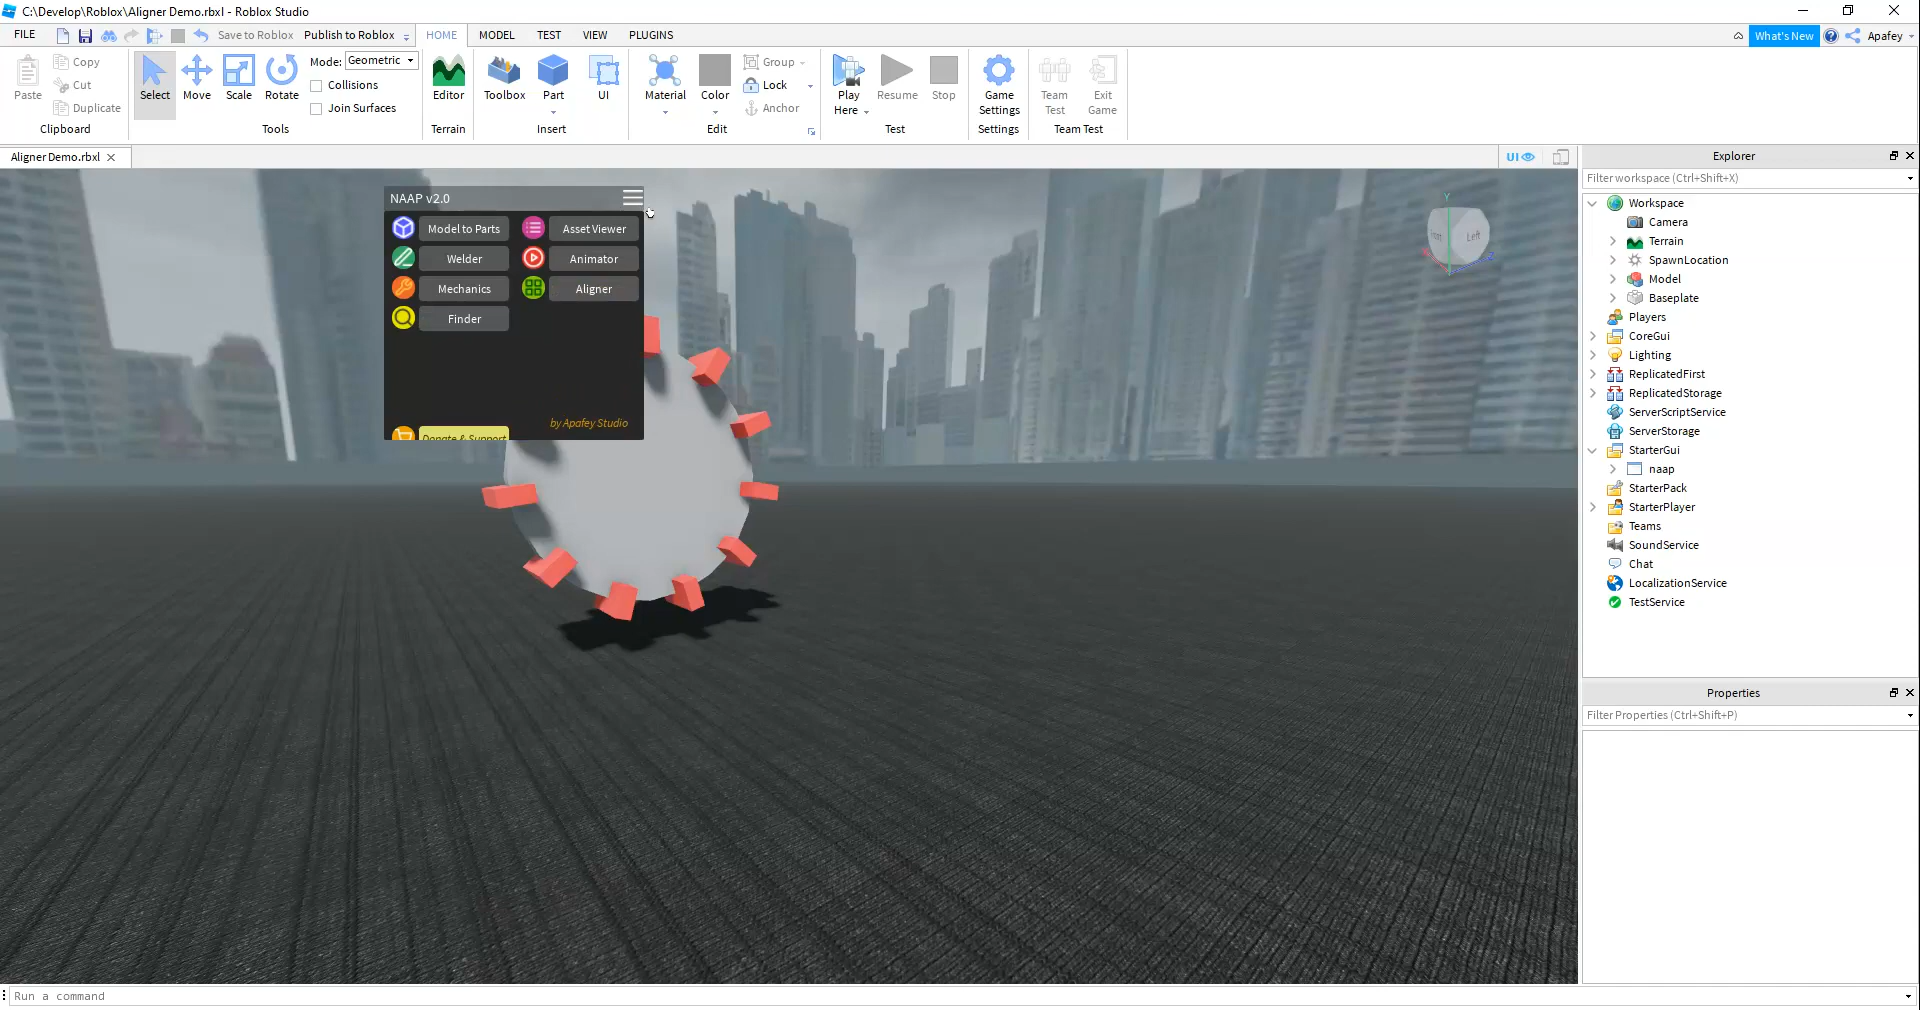 C:\Develop\Roblox\Aligner Demo.rbxl - Roblox Studio
FILE
Save to Roblox
Publish to Roblox
HOME
MODEL
TEST
VIEW
PLUGINS
What's New
Apafey
Paste
Copy
Cut
Duplicate
Clipboard
Select
Move
Scale
Rotate
Mode: Geometric
Collisions
Join Surfaces
Tools
Editor
Terrain
Toolbox
Part
UI
Insert
Material
Color
Group
Lock
Anchor
Edit
Play
Here
Resume
Stop
Test
Game
Settings
Settings
Team
Test
Exit
Game
Team Test
Aligner Demo.rbxl
UI
NAAP v2.0
Model to Parts
Asset Viewer
Welder
Animator
Mechanics
Aligner
Finder
by Apafey Studio
Donate & Support
Left
Y
Explorer
Filter workspace (Ctrl+Shift+X)
Workspace
Camera
Terrain
SpawnLocation
Model
Baseplate
Players
CoreGui
Lighting
ReplicatedFirst
ReplicatedStorage
ServerScriptService
ServerStorage
StarterGui
naap
StarterPack
StarterPlayer
Teams
SoundService
Chat
LocalizationService
TestService
Properties
Filter Properties (Ctrl+Shift+P)
Run a command